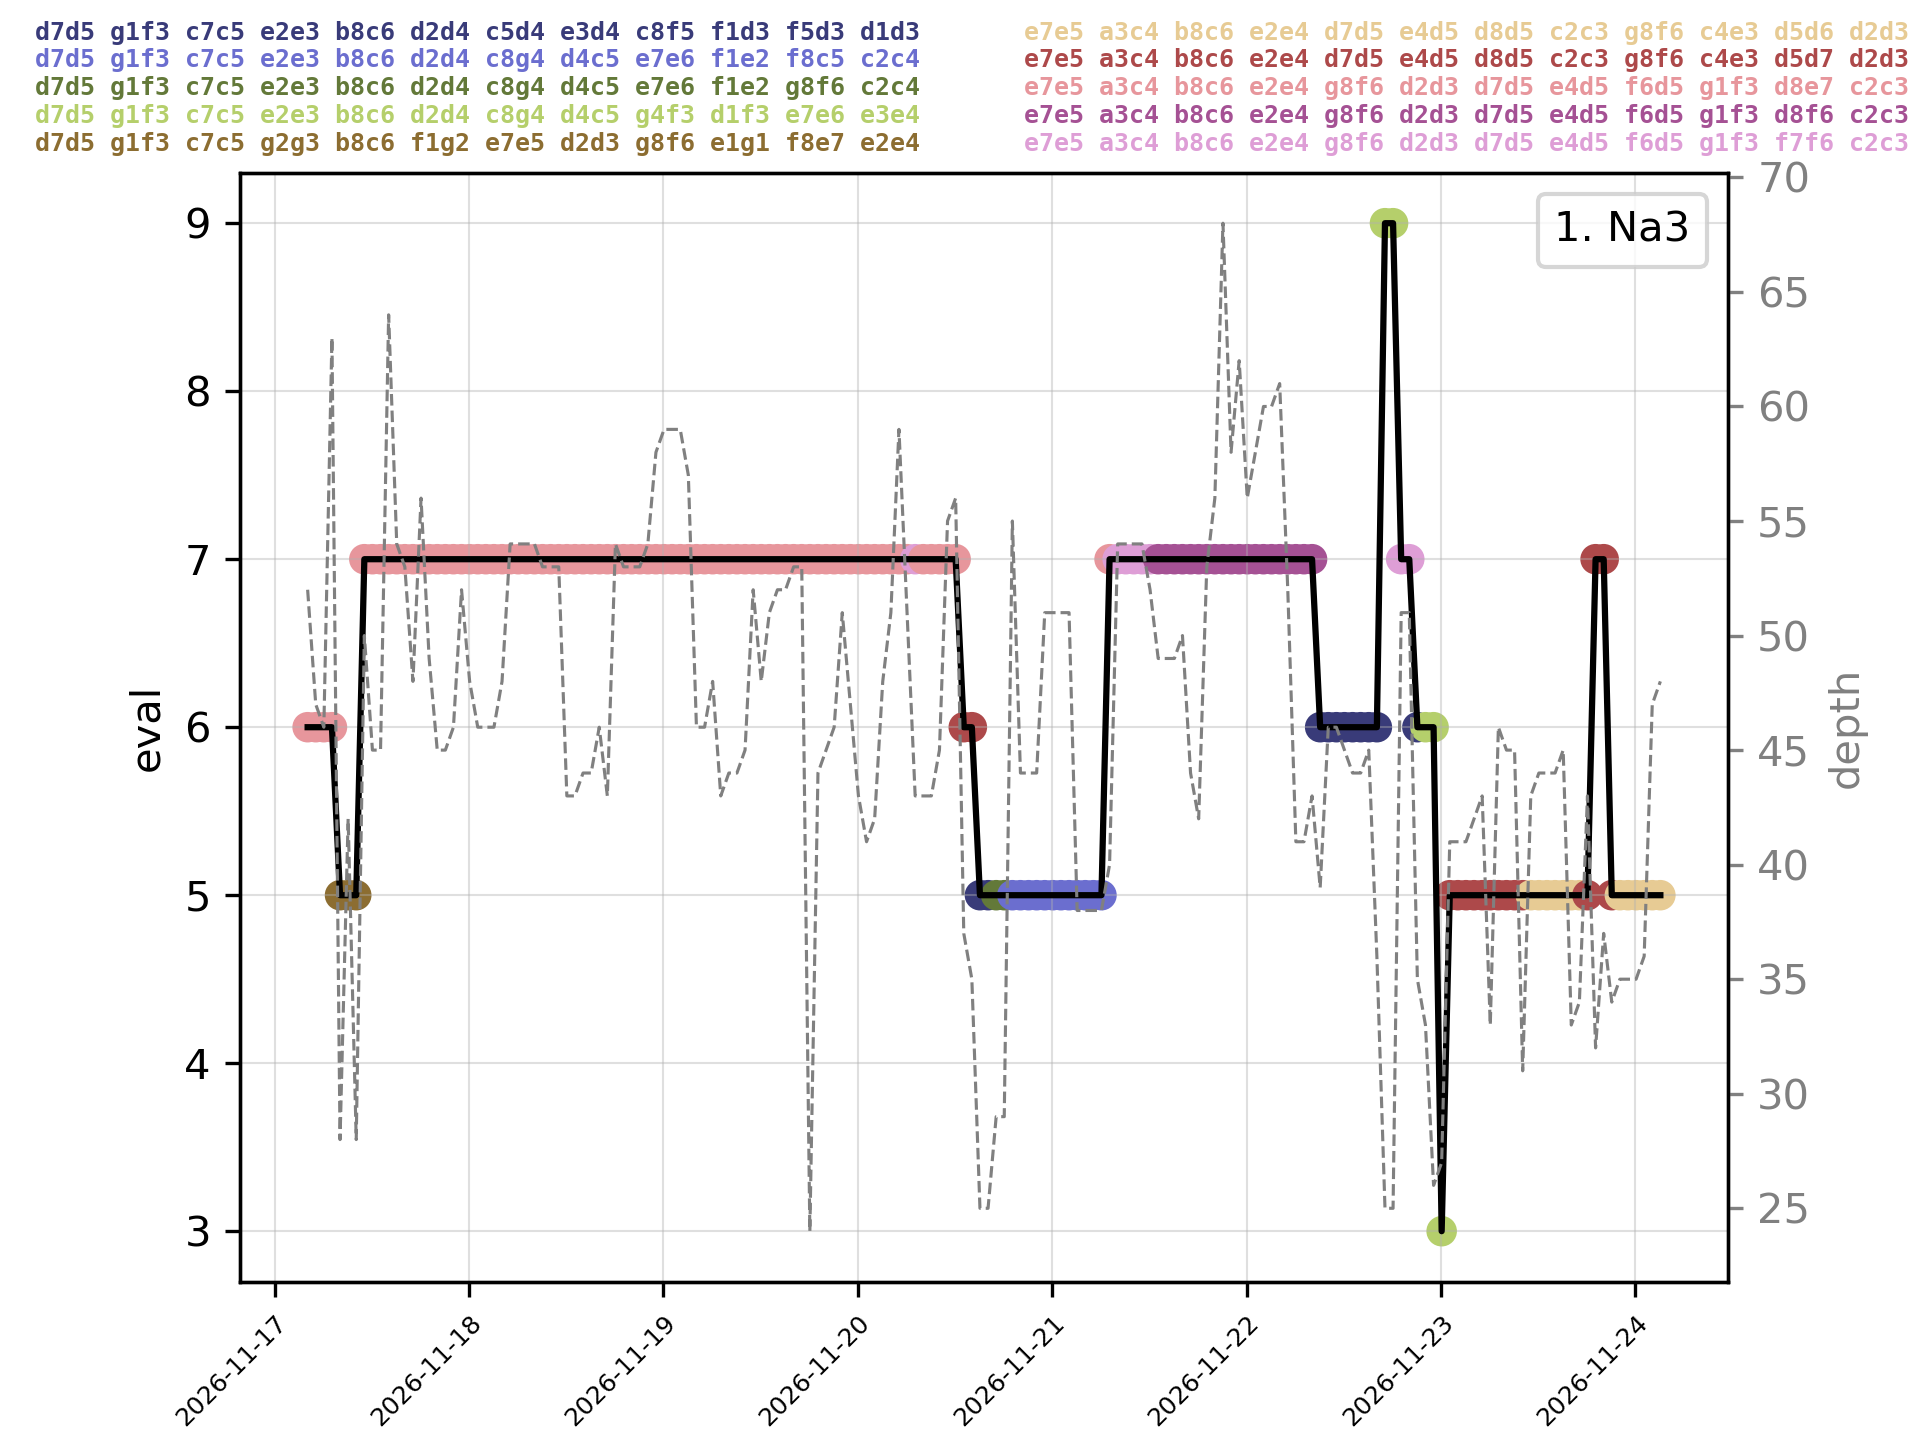 d7d5 g1f3 c7c5 e2e3 b8c6 d2d4 c5d4 e3d4 c8f5 f1d3 f5d3 d1d3
d7d5 g1f3 c7c5 e2e3 b8c6 d2d4 c8g4 d4c5 e7e6 f1e2 f8c5 c2c4
d7d5 g1f3 c7c5 e2e3 b8c6 d2d4 c8g4 d4c5 e7e6 f1e2 g8f6 c2c4
d7d5 g1f3 c7c5 e2e3 b8c6 d2d4 c8g4 d4c5 g4f3 d1f3 e7e6 e3e4
d7d5 g1f3 c7c5 g2g3 b8c6 f1g2 e7e5 d2d3 g8f6 e1g1 f8e7 e2e4
e7e5 a3c4 b8c6 e2e4 d7d5 e4d5 d8d5 c2c3 g8f6 c4e3 d5d6 d2d3
e7e5 a3c4 b8c6 e2e4 d7d5 e4d5 d8d5 c2c3 g8f6 c4e3 d5d7 d2d3
e7e5 a3c4 b8c6 e2e4 g8f6 d2d3 d7d5 e4d5 f6d5 g1f3 d8e7 c2c3
e7e5 a3c4 b8c6 e2e4 g8f6 d2d3 d7d5 e4d5 f6d5 g1f3 d8f6 c2c3
e7e5 a3c4 b8c6 e2e4 g8f6 d2d3 d7d5 e4d5 f6d5 g1f3 f7f6 c2c3
1. Na3
eval
9
8
7
6
5
4
3
depth
70
65
60
55
50
45
40
35
30
25
2026-11-17
2026-11-18
2026-11-19
2026-11-20
2026-11-21
2026-11-22
2026-11-23
2026-11-24